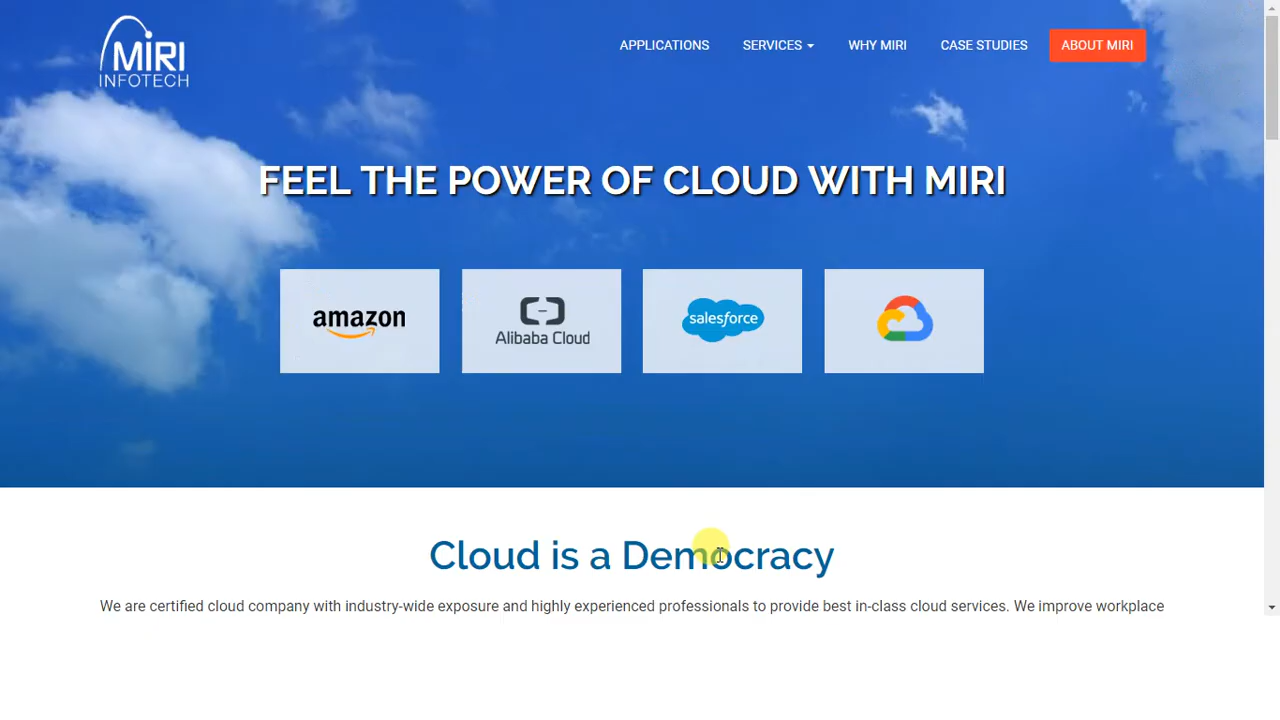 MIRI
INFOTECH
APPLICATIONS
SERVICES
WHY MIRI
CASE STUDIES
ABOUT MIRI
FEEL THE POWER OF CLOUD WITH MIRI
amazon
Alibaba Cloud
salesforce
Cloud is a Democracy
We are certified cloud company with industry-wide exposure and highly experienced professionals to provide best in-class cloud services. We improve workplace